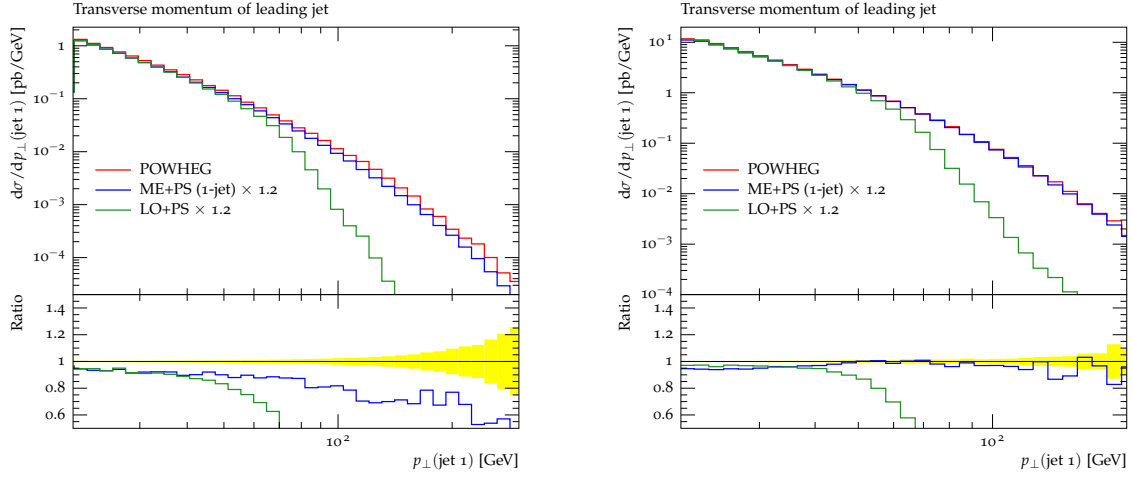 Transverse momentum of leading jet
dσ/dp⊥(jet 1) [pb/GeV]
1
10⁻¹
10⁻²
10⁻³
10⁻⁴
POWHEG
ME+PS (1-jet) × 1.2
LO+PS × 1.2
Ratio
1.4
1.2
1
0.8
0.6
10²
p⊥(jet 1) [GeV]
Transverse momentum of leading jet
dσ/dp⊥(jet 1) [pb/GeV]
10¹
1
10⁻¹
10⁻²
10⁻³
10⁻⁴
POWHEG
ME+PS (1-jet) × 1.2
LO+PS × 1.2
Ratio
1.4
1.2
1
0.8
0.6
10²
p⊥(jet 1) [GeV]